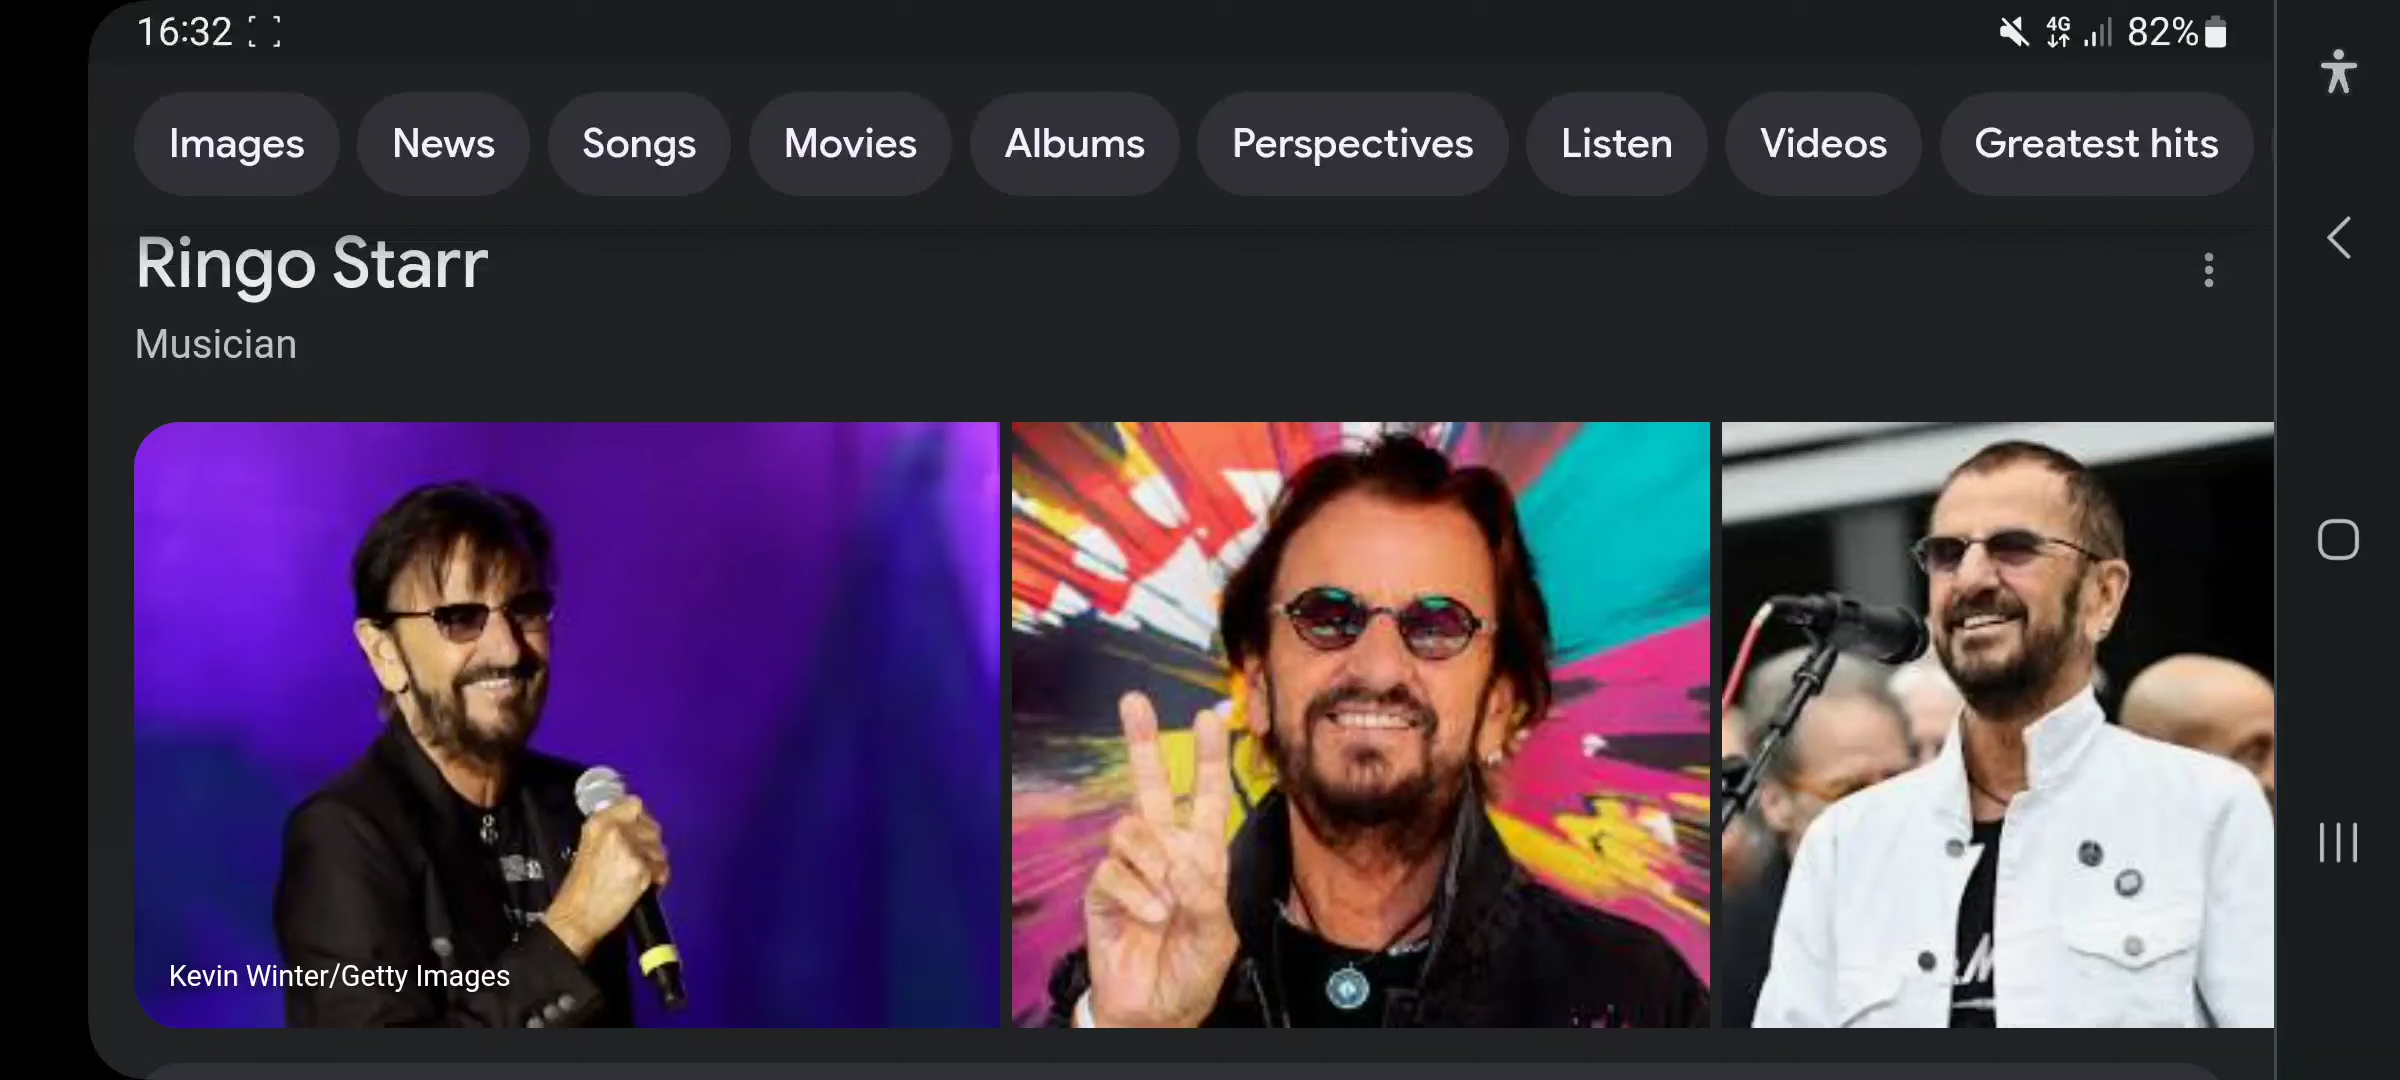 16:32
4G
82%
Images
News
Songs
Movies
Albums
Perspectives
Listen
Videos
Greatest hits
Ringo Starr
Musician
Kevin Winter/Getty Images